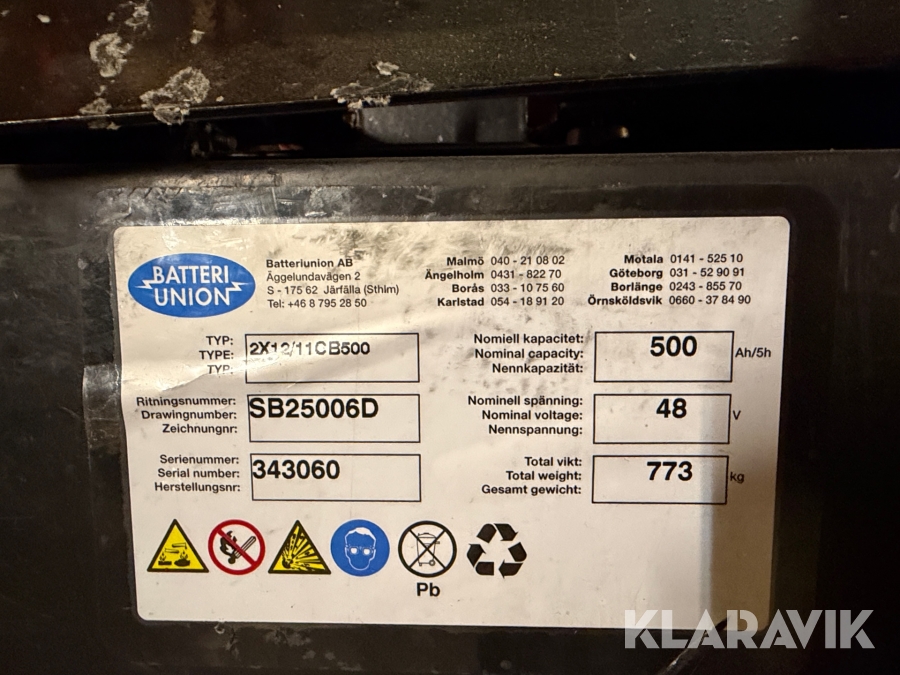 BATTERI
UNION
Batteriunion AB
Äggelundavägen 2
S - 175 62 Järfälla (Sthlm)
Tel: +46 8 795 28 50
Malmö 040 - 21 08 02
Ängelholm 0431 - 822 70
Borås 033 - 10 75 60
Karlstad 054 - 18 91 20
Motala 0141 - 525 10
Göteborg 031 - 52 90 91
Borlänge 0243 - 855 70
Örnsköldsvik 0660 - 37 84 90
TYP:
TYPE:
TYP:
2X12/11CB500
Ritningsnummer:
Drawingnumber:
Zeichnungnr:
SB25006D
Serienummer:
Serial number:
Herstellungsnr:
343060
Nomiell kapacitet:
Nominal capacity:
Nennkapazität:
500 Ah/5h
Nominell spänning:
Nominal voltage:
Nennspannung:
48 V
Total vikt:
Total weight:
Gesamt gewicht:
773 kg
Pb
KLARAVIK